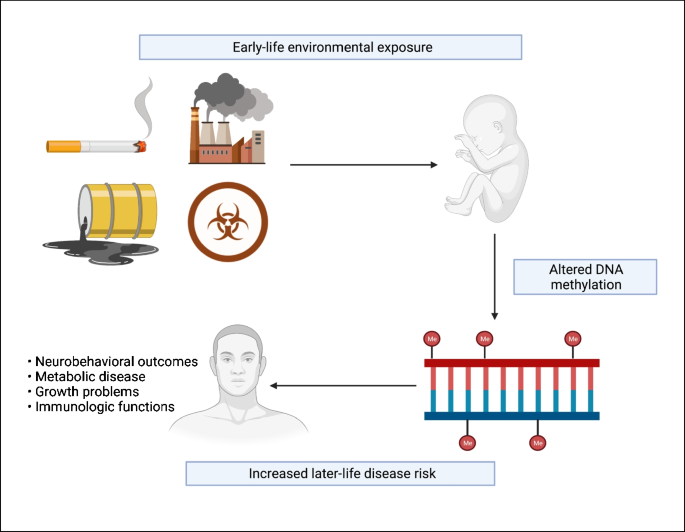 Early-life environmental exposure
Altered DNA
methylation
Me
Me
Me
• Neurobehavioral outcomes
• Metabolic disease
• Growth problems
• Immunologic functions
Me
Me
Increased later-life disease risk